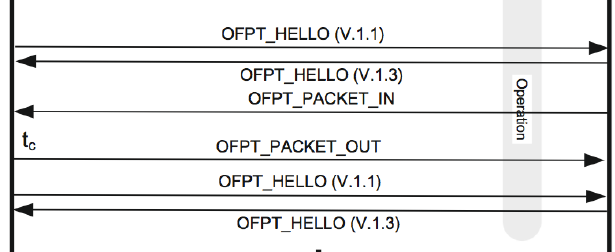 OFPT_HELLO (V.1.1)
OFPT_HELLO (V.1.3)
OFPT_PACKET_IN
Operation
tc
OFPT_PACKET_OUT
OFPT_HELLO (V.1.1)
OFPT_HELLO (V.1.3)